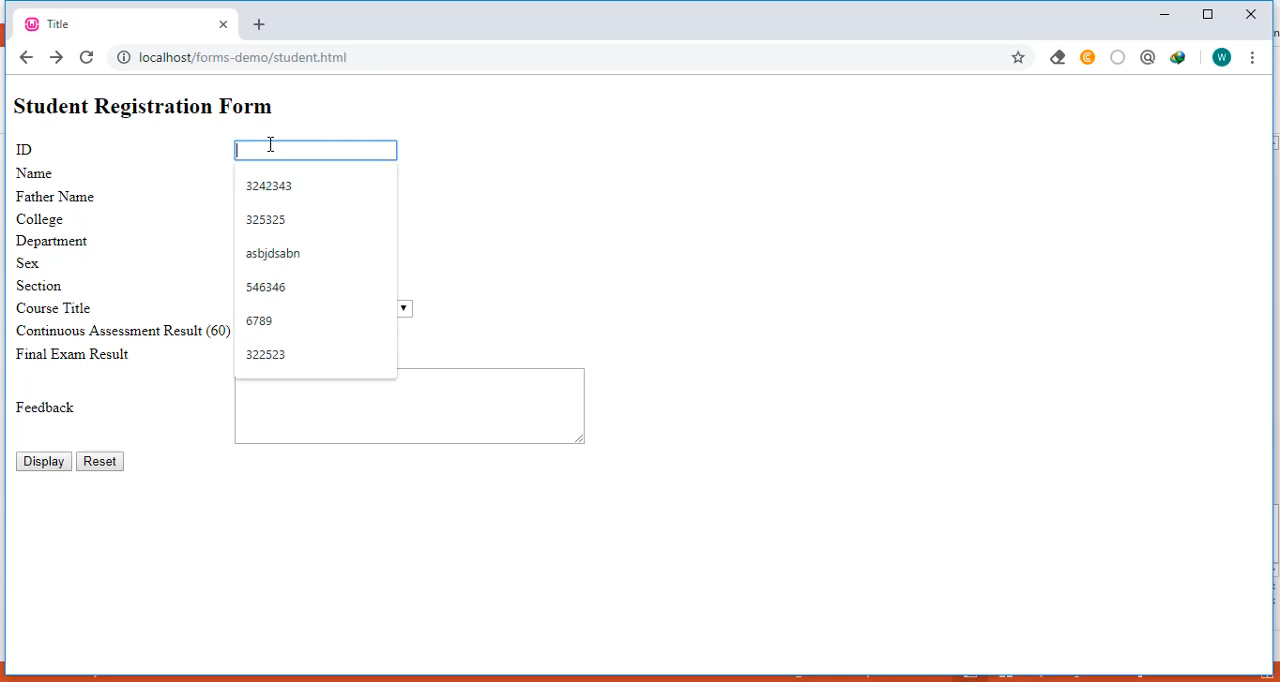 Title
localhost/forms-demo/student.html
W
Student Registration Form
ID
3242343
325325
asbjdsabn
546346
6789
322523
Name
Father Name
College
Department
Sex
Section
Course Title
Continuous Assessment Result (60)
Final Exam Result
Feedback
Display Reset